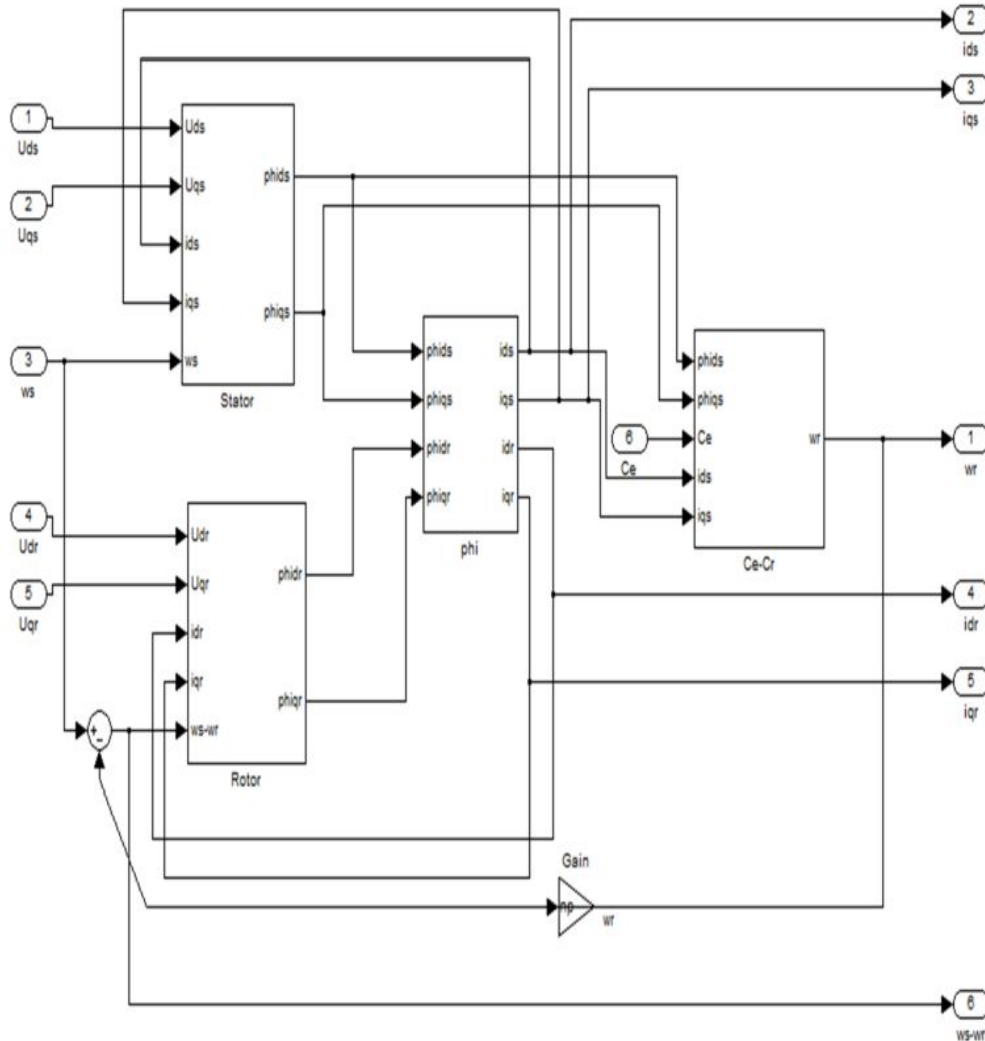 1
Uds
2
Uqs
3
ws
4
Udr
5
Uqr
Uds
Uqs
ids
iqs
ws
phids
phiqs
Stator
Udr
Uqr
idr
iqr
ws-wr
phidr
phiqr
Rotor
+
-
phids
phiqs
phidr
phiqr
ids
iqs
idr
iqr
phi
6
Ce
phids
phiqs
Ce
ids
iqs
wr
Ce-Cr
Gain
np
wr
2
ids
3
iqs
1
wr
4
idr
5
iqr
6
ws-wr